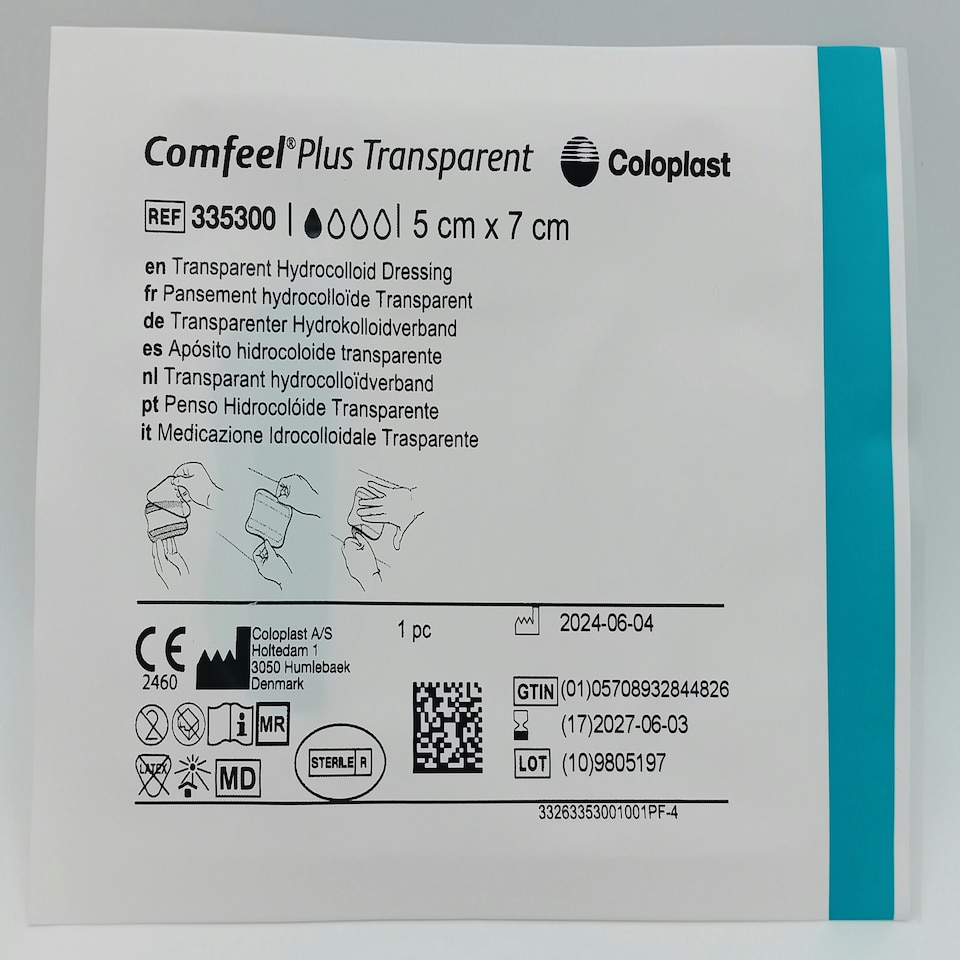 Comfeel® Plus Transparent
Coloplast
REF 335300 5 cm x 7 cm
en Transparent Hydrocolloid Dressing
fr Pansement hydrocolloïde Transparent
de Transparenter Hydrokolloidverband
es Apósito hidrocoloide transparente
nl Transparant hydrocolloïdverband
pt Penso Hidrocolóide Transparente
it Medicazione Idrocolloidale Trasparente
CE
2460
Coloplast A/S
Holtedam 1
3050 Humlebaek
Denmark
1 pc
2024-06-04
GTIN (01)05708932844826
(17)2027-06-03
LOT (10)9805197
2
i
MR
LATEX
MD
STERILE R
33263353001001PF-4